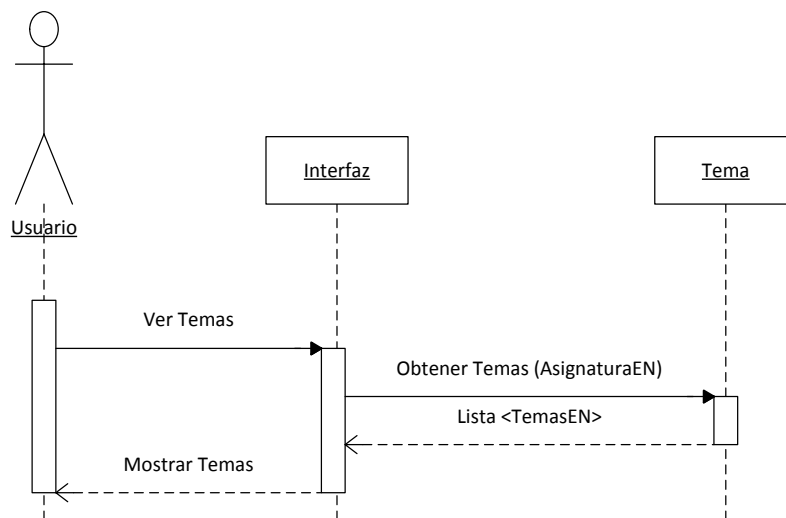 Interfaz
Tema
Usuario
Ver Temas
Obtener Temas (AsignaturaEN)
Lista <TemasEN>
Mostrar Temas